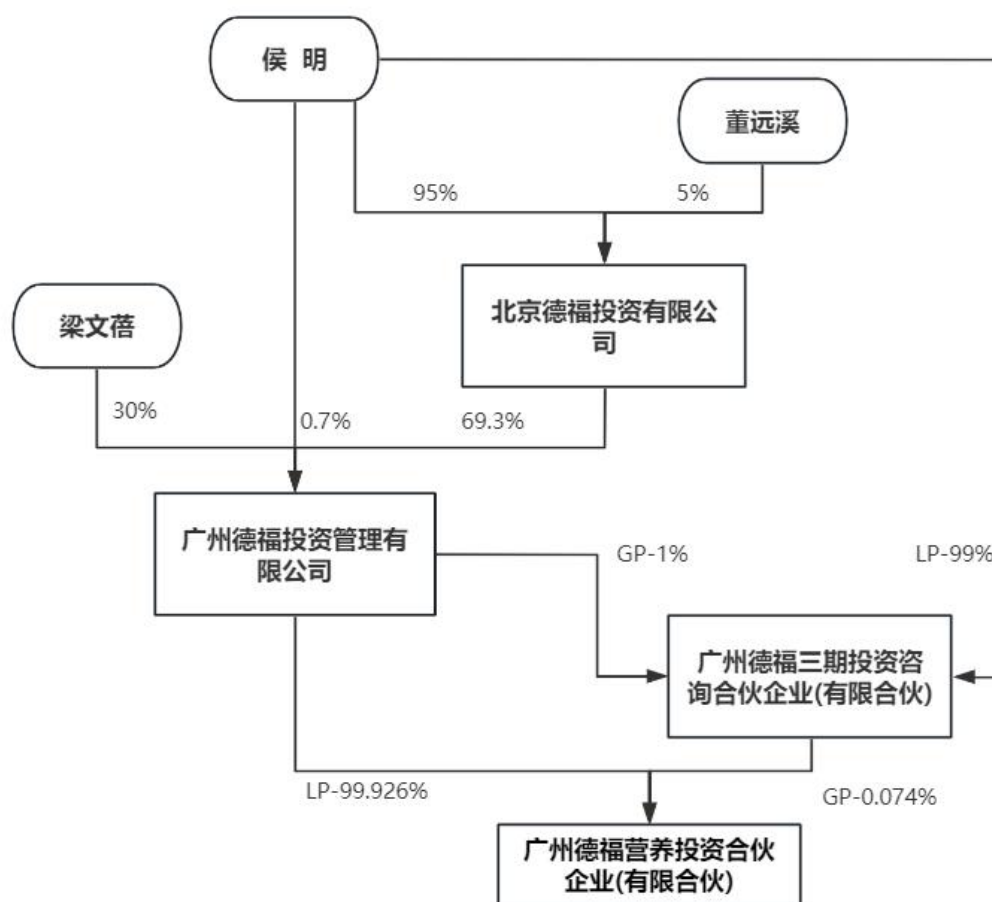 侯 明
董远溪
95%
5%
北京德福投资有限公
司
梁文蓓
30%
0.7%
69.3%
广州德福投资管理有
限公司
GP-1%
LP-99%
广州德福三期投资咨
询合伙企业(有限合伙)
LP-99.926%
GP-0.074%
广州德福营养投资合伙
企业(有限合伙)